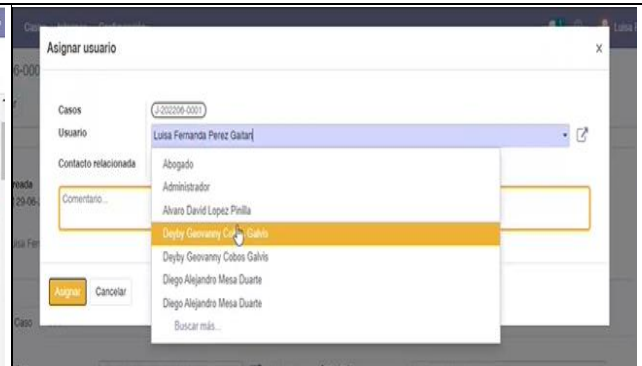 Asignar usuario X
Casos J-202206-0001
Usuario Luisa Fernanda Perez Gaitan
Contacto relacionada
Abogado
Administrador
Comentario...
Alvaro David Lopez Pinilla
Deyby Geovanny Cobos Galvis
Deyby Geovanny Cobos Galvis
Diego Alejandro Mesa Duarte
Asignar Cancelar
Diego Alejandro Mesa Duarte
Buscar más...
Caso